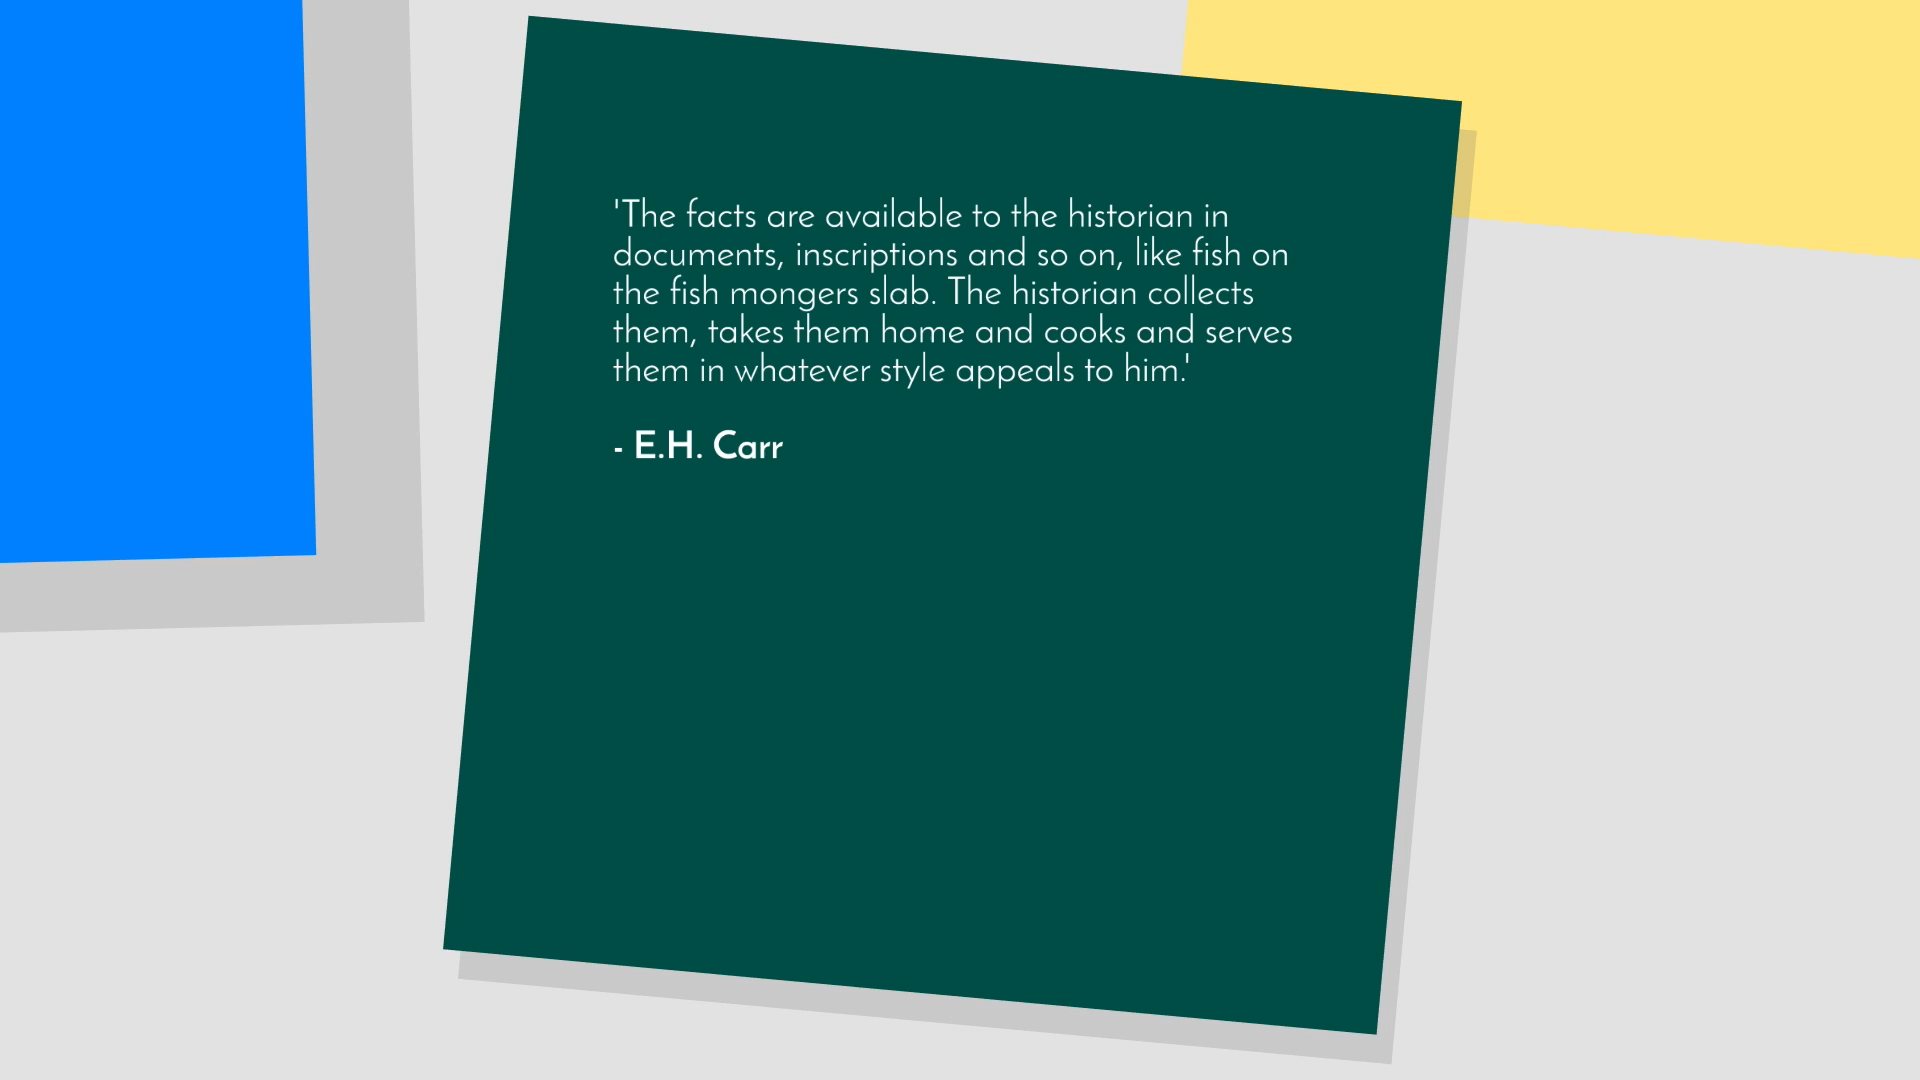 'The facts are available to the historian in
documents, inscriptions and so on, like fish on
the fish mongers slab. The historian collects
them, takes them home and cooks and serves
them in whatever style appeals to him.'
- E.H. Carr